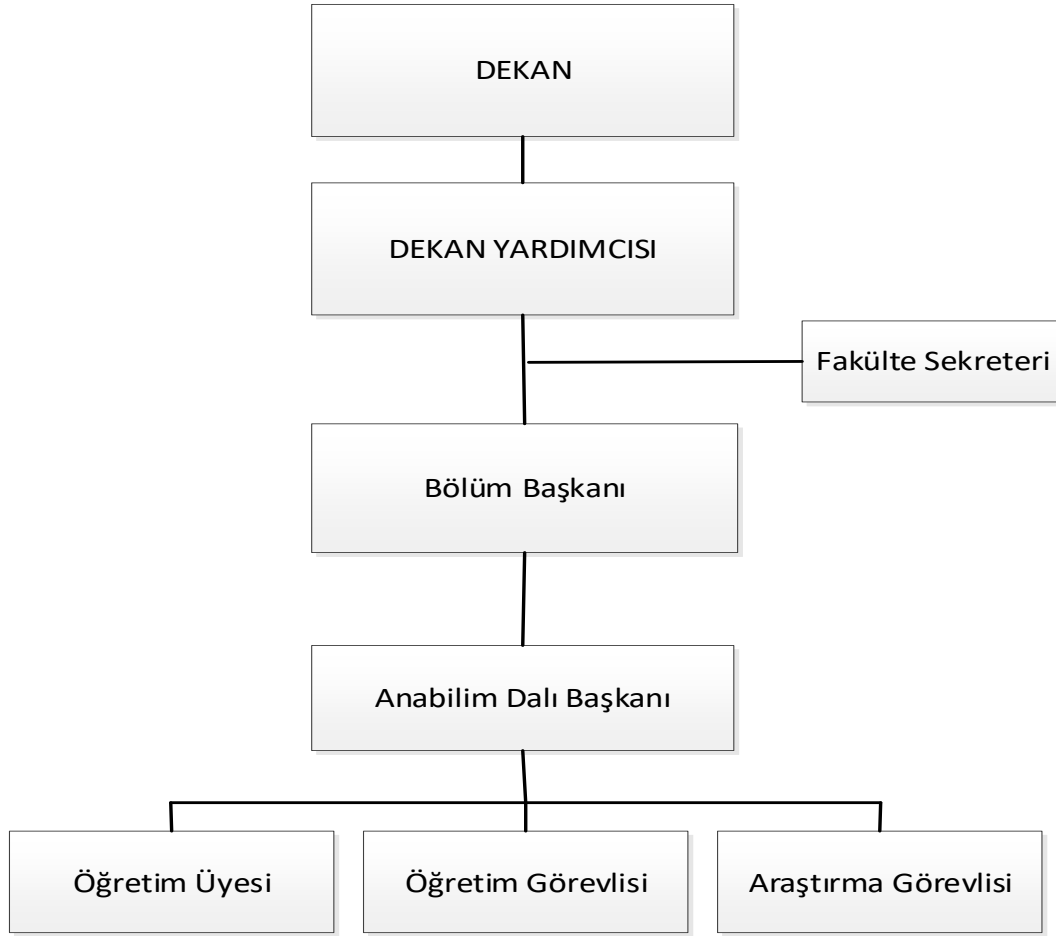 DEKAN
DEKAN YARDIMCISI
Fakülte Sekreteri
Bölüm Başkanı
Anabilim Dalı Başkanı
Öğretim Üyesi
Öğretim Görevlisi
Araştırma Görevlisi